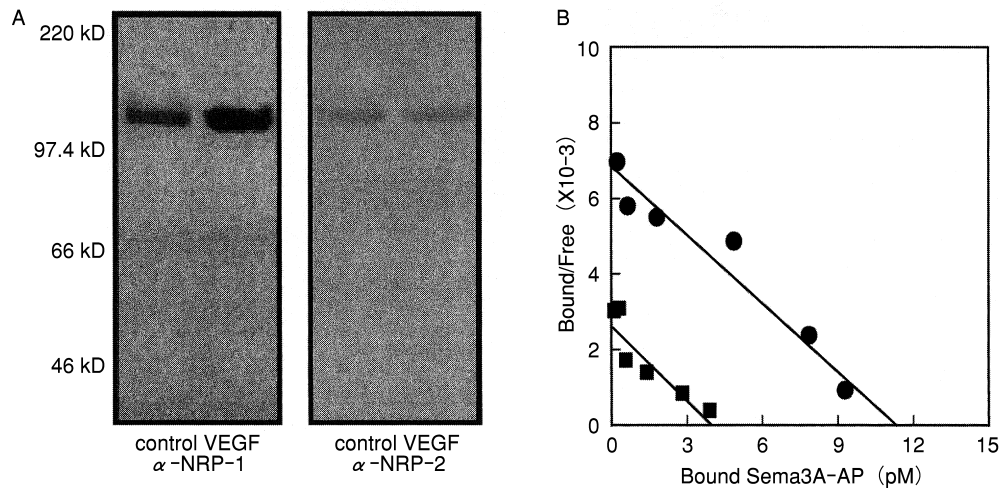 A
220 kD
97.4 kD
66 kD
46 kD
control VEGF
α-NRP-1
control VEGF
α-NRP-2
B
Bound/Free (X10-3)
10
8
6
4
2
0
0 3 6 9 12 15
Bound Sema3A-AP (pM)